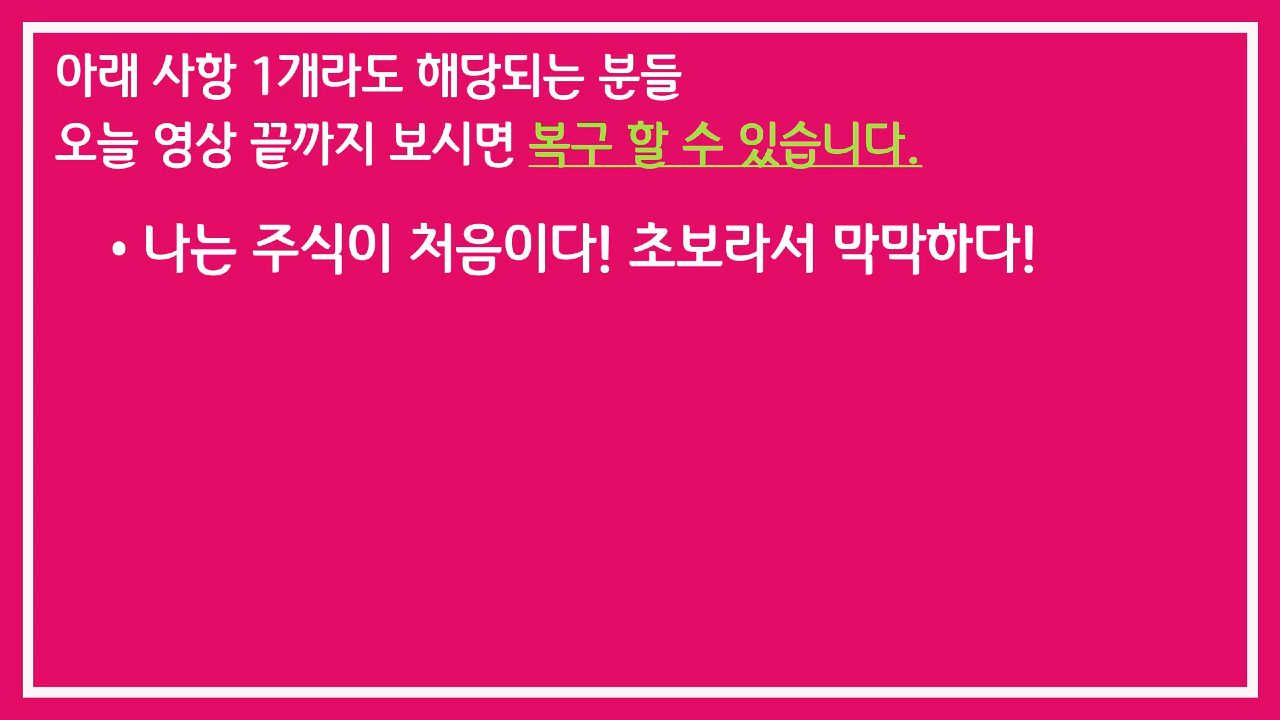 아래 사항 1개라도 해당되는 분들
오늘 영상 끝까지 보시면 복구 할 수 있습니다.
• 나는 주식이 처음이다! 초보라서 막막하다!